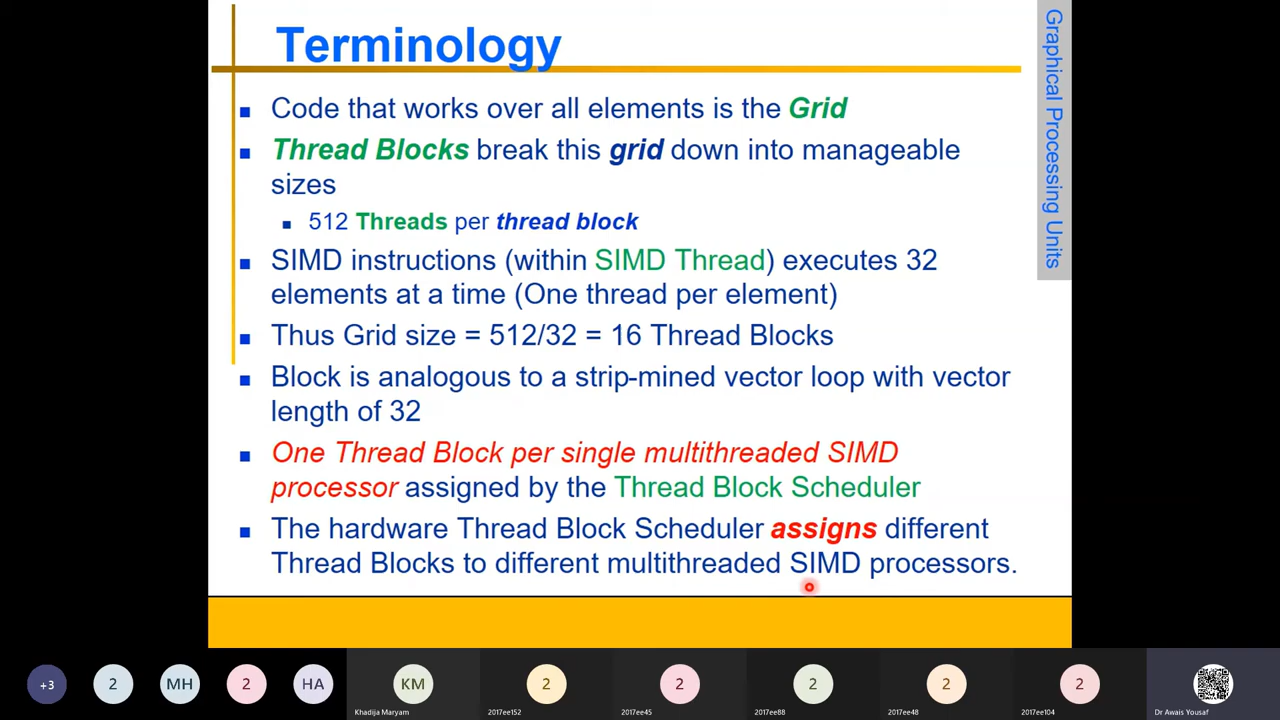 Terminology
Graphical Processing Units
Code that works over all elements is the Grid
Thread Blocks break this grid down into manageable
sizes
512 Threads per thread block
SIMD instructions (within SIMD Thread) executes 32
elements at a time (One thread per element)
Thus Grid size = 512/32 = 16 Thread Blocks
Block is analogous to a strip-mined vector loop with vector
length of 32
One Thread Block per single multithreaded SIMD
processor assigned by the Thread Block Scheduler
The hardware Thread Block Scheduler assigns different
Thread Blocks to different multithreaded SIMD processors.
+3 2 MH 2 HA KM 2 2 2 2 2
Khadija Maryam 2017ee152 2017ee45 2017ee88 2017ee48 2017ee104 Dr Awais Yousaf